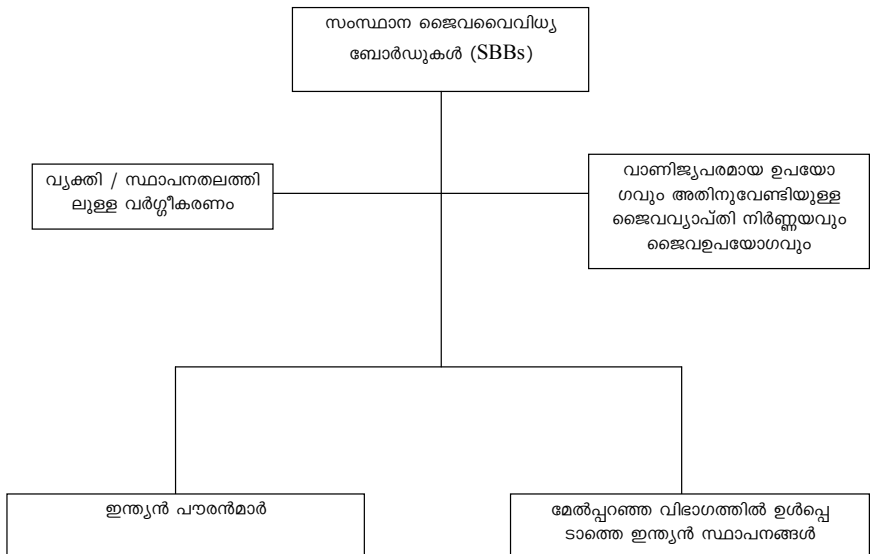 സംസ്ഥാന ജൈവവൈവിധ്യ
ബോർഡുകൾ (SBBs)
വ്യക്തി / സ്ഥാപനതലത്തി
ലുള്ള വർഗ്ഗീകരണം
വാണിജ്യപരമായ ഉപയോ
ഗവും അതിനുവേണ്ടിയുള്ള
ജൈവവ്യാപ്തി നിർണ്ണയവും
ജൈവഉപയോഗവും
ഇന്ത്യൻ പൗരൻമാർ
മേൽപ്പറഞ്ഞ വിഭാഗത്തിൽ ഉൾപ്പെ
ടാത്തെ ഇന്ത്യൻ സ്ഥാപനങ്ങൾ